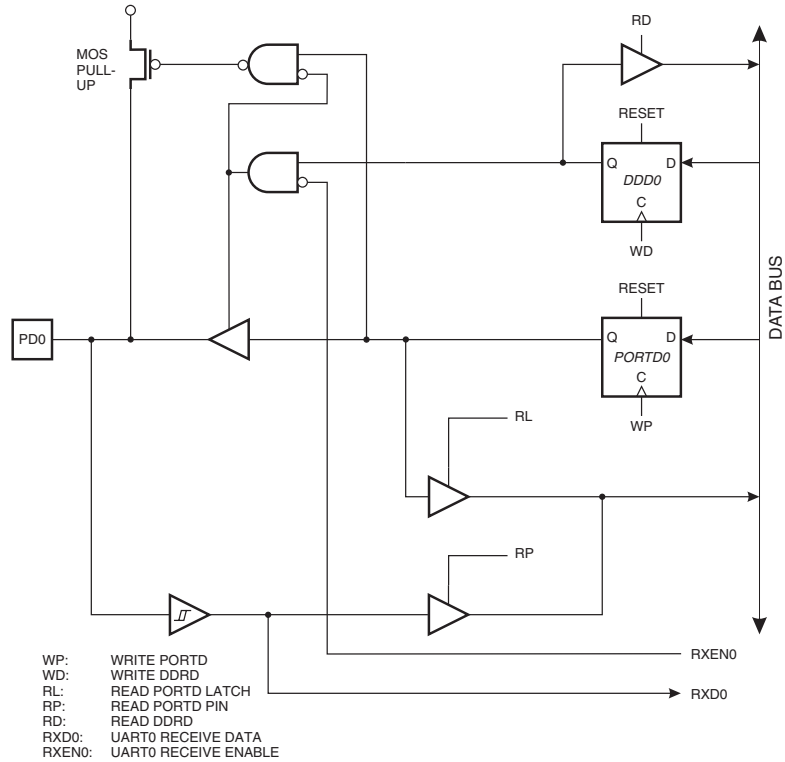 RD
MOS
PULL-
UP
RESET
Q D
DDD0
C
WD
DATA BUS
RESET
PD0
Q D
PORTD0
C
WP
RL
RP
WP: WRITE PORTD
WD: WRITE DDRD
RL: READ PORTD LATCH
RP: READ PORTD PIN
RD: READ DDRD
RXD0: UART0 RECEIVE DATA
RXEN0: UART0 RECEIVE ENABLE
RXEN0
RXD0